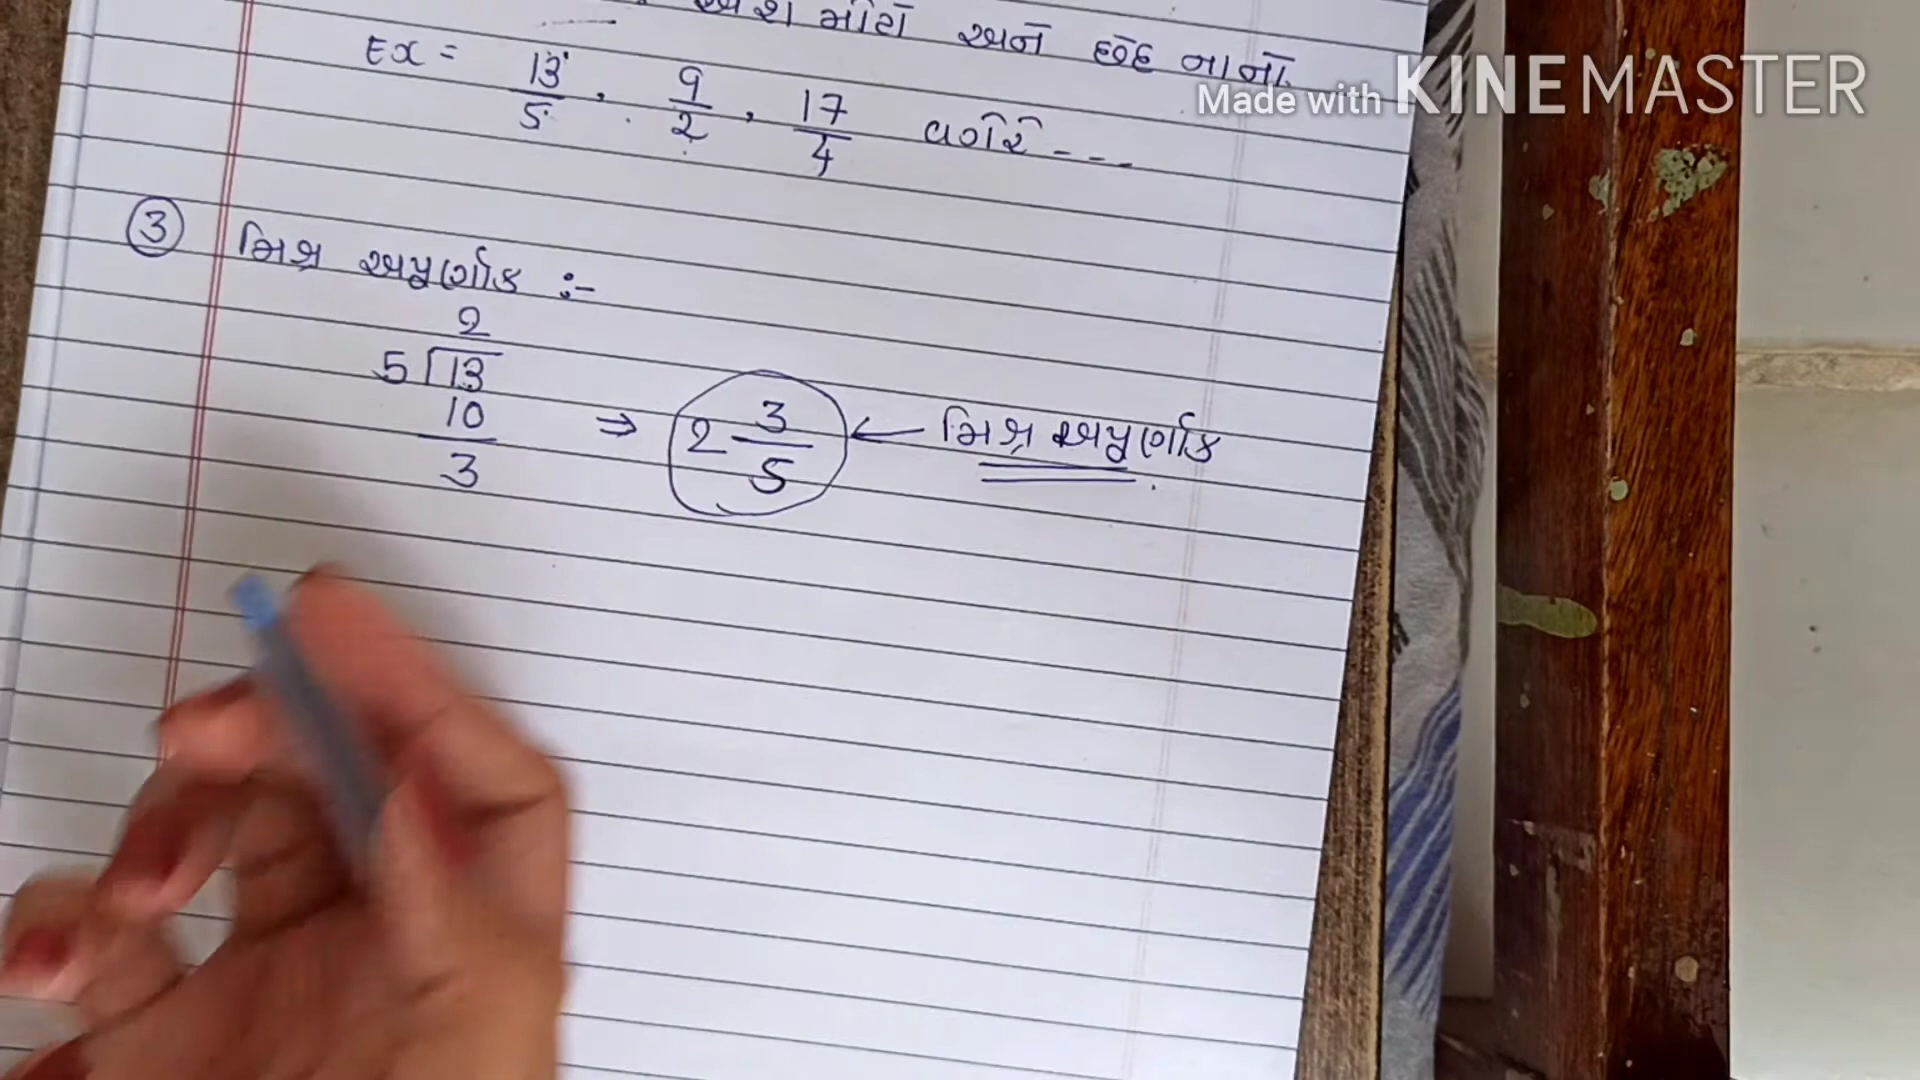 અંશ મોટો અને છેદ નાનો.
Ex = 13/5, 9/2, 17/4 વગેરે ---
Made with KINEMASTER
③ મિશ્ર અપૂર્ણાંક :-
2
5 13
10
3
⇒ 2 3/5 ← મિશ્ર અપૂર્ણાંક